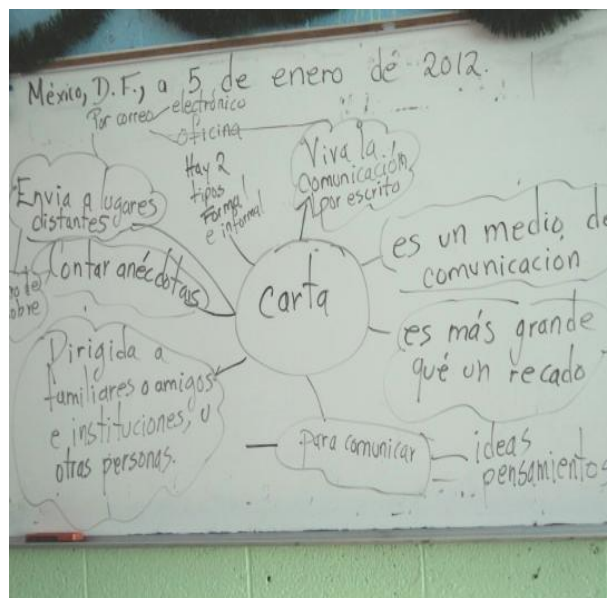 México, D.F., a 5 de enero de 2012.
Por correo electrónico
oficina
Hay 2
tipos
Formal
e informal
Viva la
Comunicación
por escrito
Envia a lugares
distantes
Contar anécdotas
Carta
es un medio de
comunicación
es más grande
qué un recado
Dirigida a
familiares o amigos
e instituciones, u
otras personas.
para comunicar
ideas
pensamientos